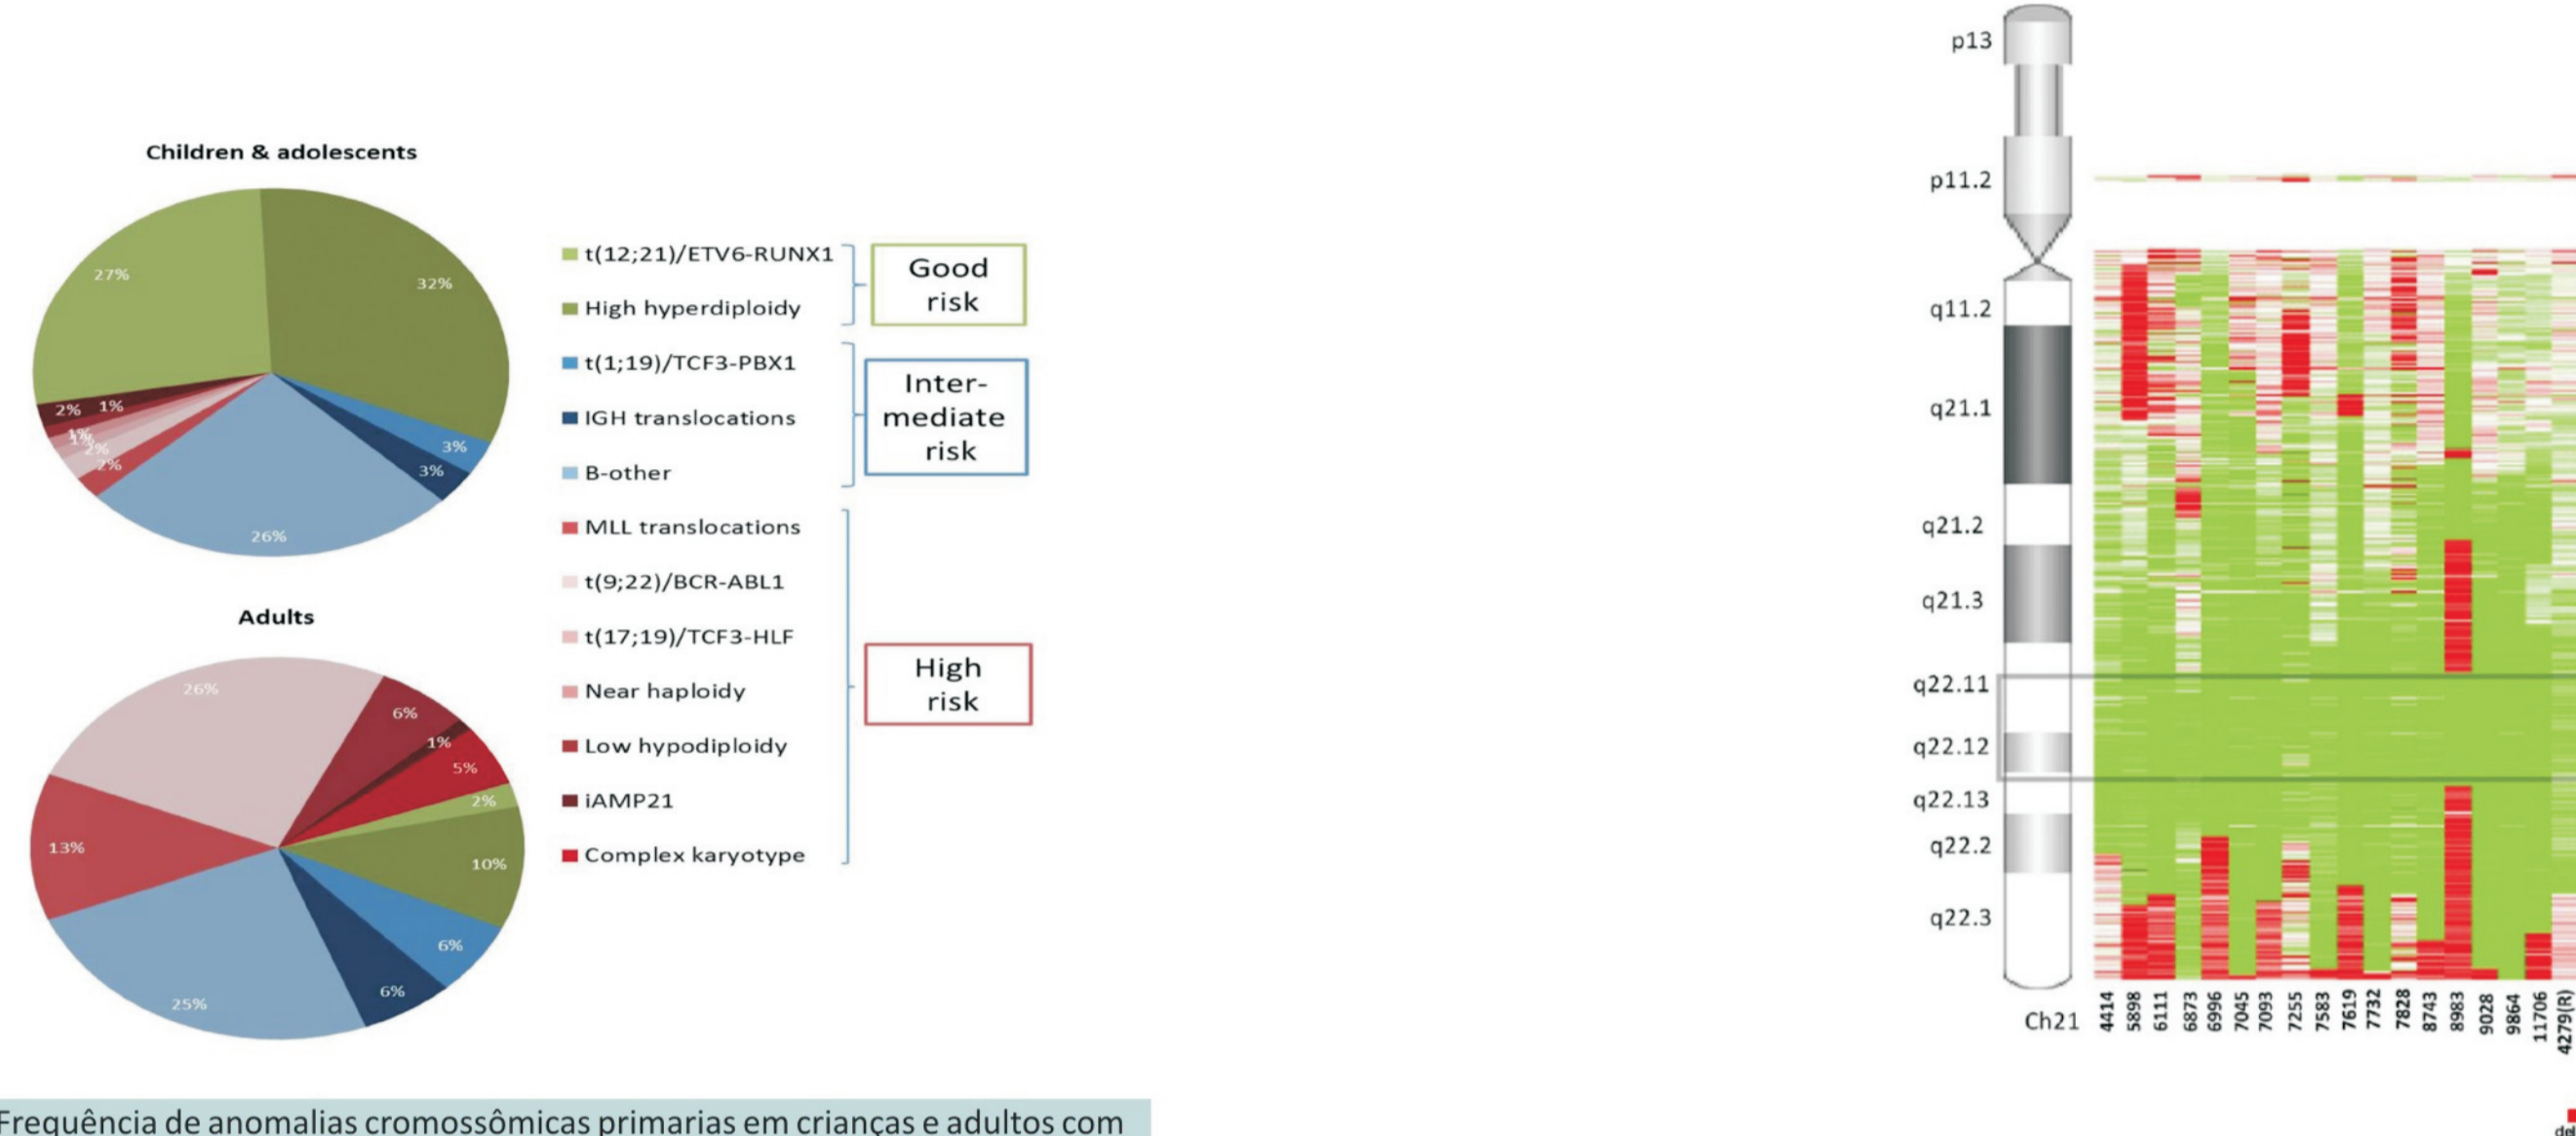 Children & adolescents
27%
32%
2%
1%
1%
1%
2%
2%
3%
3%
26%
t(12;21)/ETV6-RUNX1
High hyperdiploidy
t(1;19)/TCF3-PBX1
IGH translocations
B-other
MLL translocations
t(9;22)/BCR-ABL1
t(17;19)/TCF3-HLF
Near haploidy
Low hypodiploidy
iAMP21
Complex karyotype
Good
risk
Inter-
mediate
risk
High
risk
Adults
26%
6%
1%
5%
2%
13%
10%
6%
6%
25%
Frequência de anomalias cromossômicas primarias em crianças e adultos com
p13
p11.2
q11.2
q21.1
q21.2
q21.3
q22.11
q22.12
q22.13
q22.2
q22.3
Ch21
4414
5898
6111
6873
6996
7045
7093
7255
7583
7619
7732
7828
8743
8983
9028
9864
11706
4279(R)